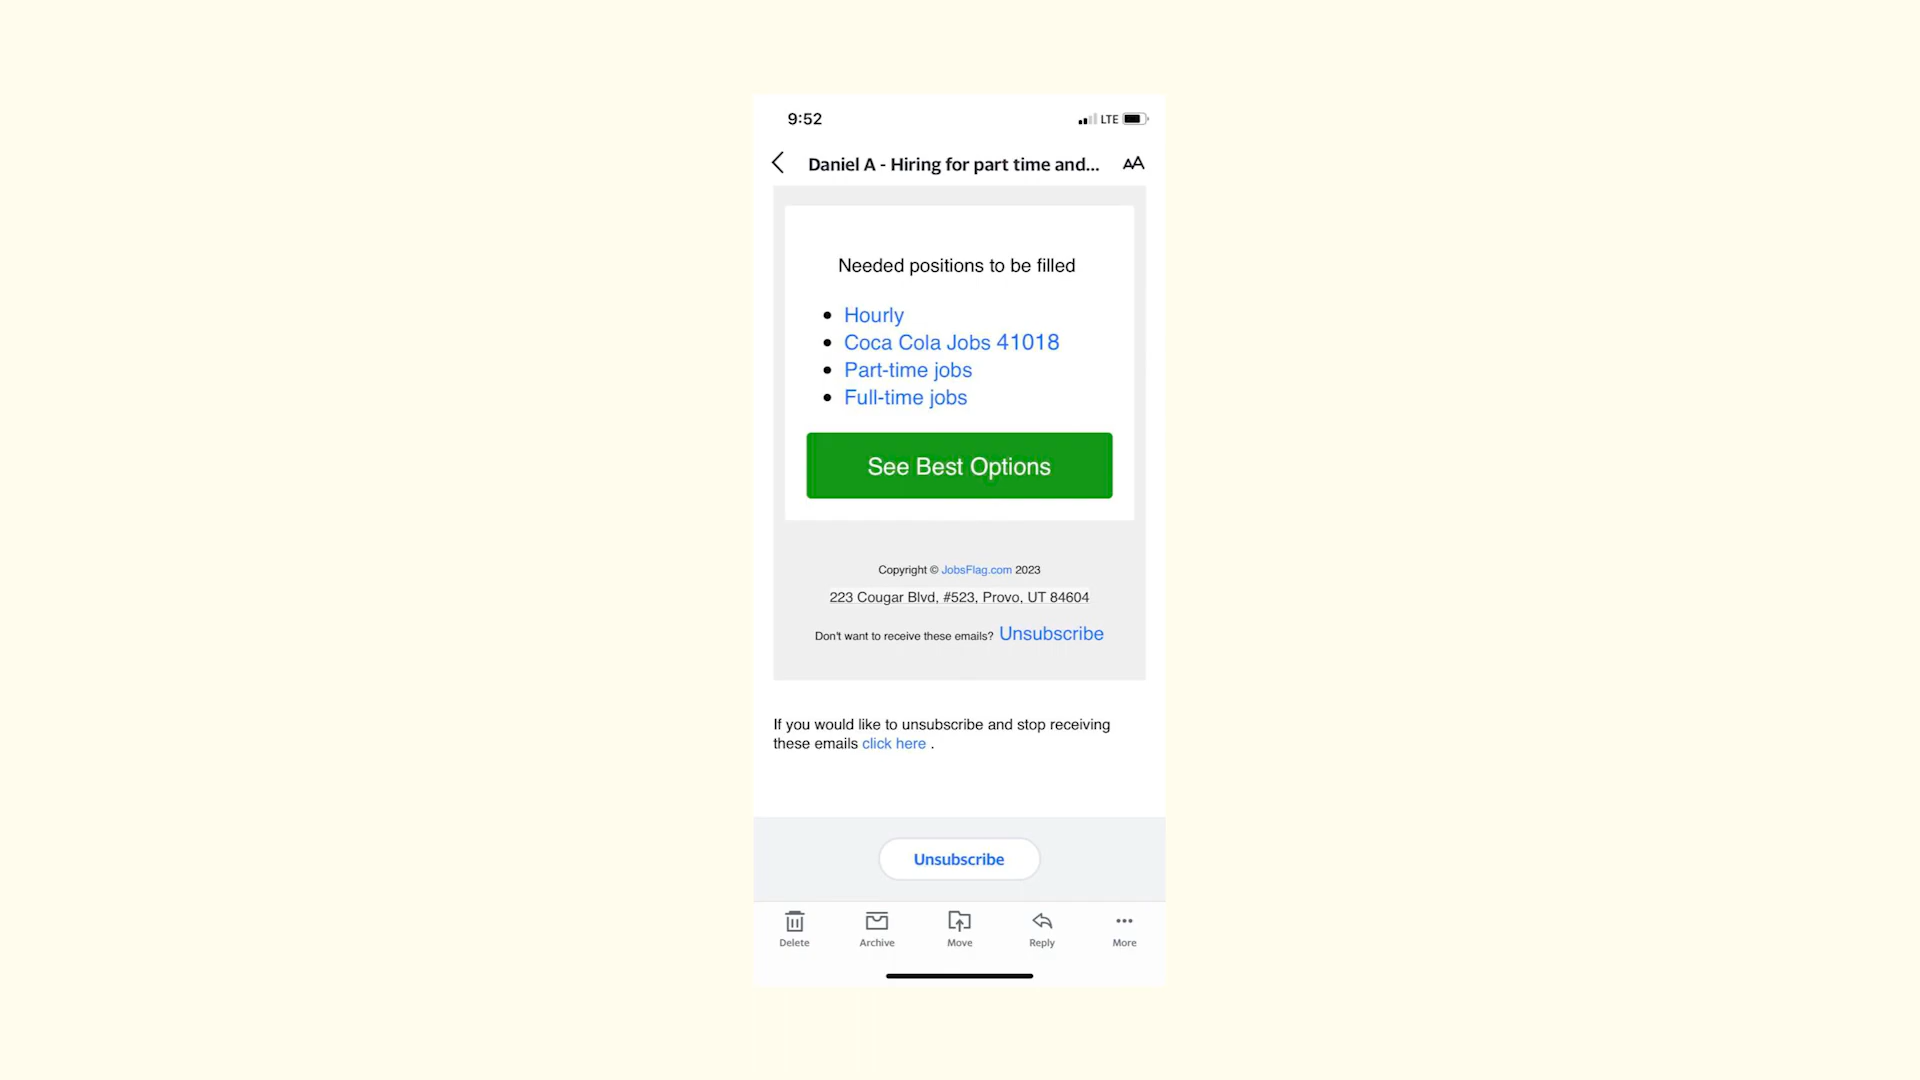 9:52
LTE
Daniel A - Hiring for part time and...
AA
Needed positions to be filled
• Hourly
• Coca Cola Jobs 41018
• Part-time jobs
• Full-time jobs
See Best Options
Copyright © JobsFlag.com 2023
223 Cougar Blvd, #523, Provo, UT 84604
Don't want to receive these emails? Unsubscribe
If you would like to unsubscribe and stop receiving
these emails click here .
Unsubscribe
Delete Archive Move Reply More